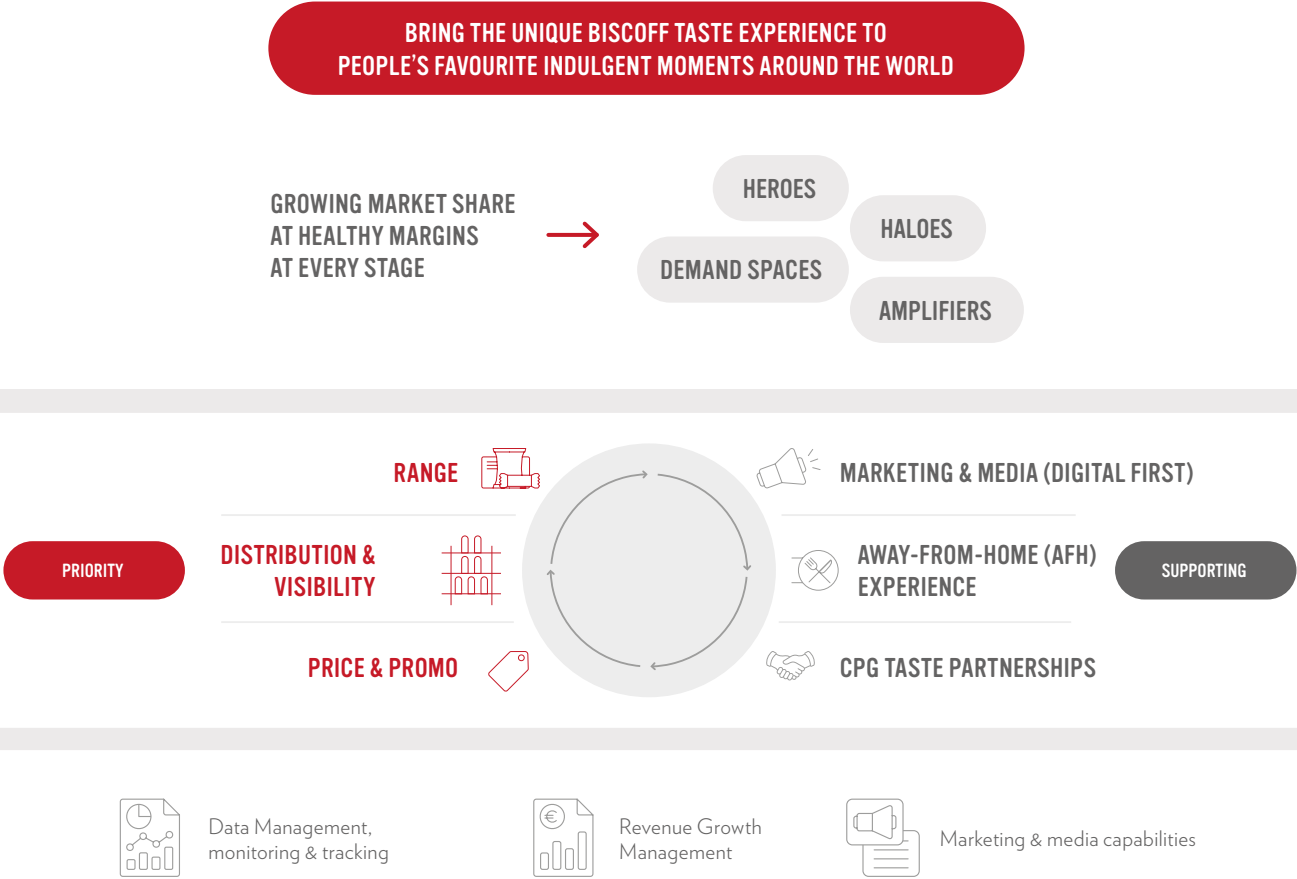 BRING THE UNIQUE BISCOFF TASTE EXPERIENCE TO
PEOPLE'S FAVOURITE INDULGENT MOMENTS AROUND THE WORLD
GROWING MARKET SHARE
AT HEALTHY MARGINS
AT EVERY STAGE
HEROES
HALOES
DEMAND SPACES
AMPLIFIERS
PRIORITY
RANGE
DISTRIBUTION &
VISIBILITY
PRICE & PROMO
MARKETING & MEDIA (DIGITAL FIRST)
AWAY-FROM-HOME (AFH)
EXPERIENCE
CPG TASTE PARTNERSHIPS
SUPPORTING
Data Management,
monitoring & tracking
€
Revenue Growth
Management
Marketing & media capabilities